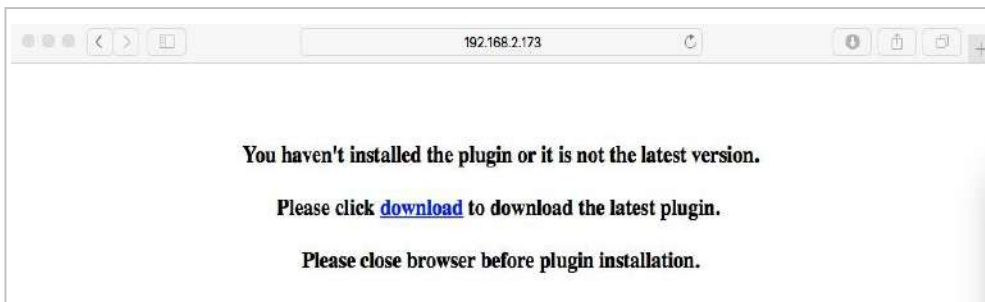 192.168.2.173
You haven't installed the plugin or it is not the latest version.
Please click download to download the latest plugin.
Please close browser before plugin installation.